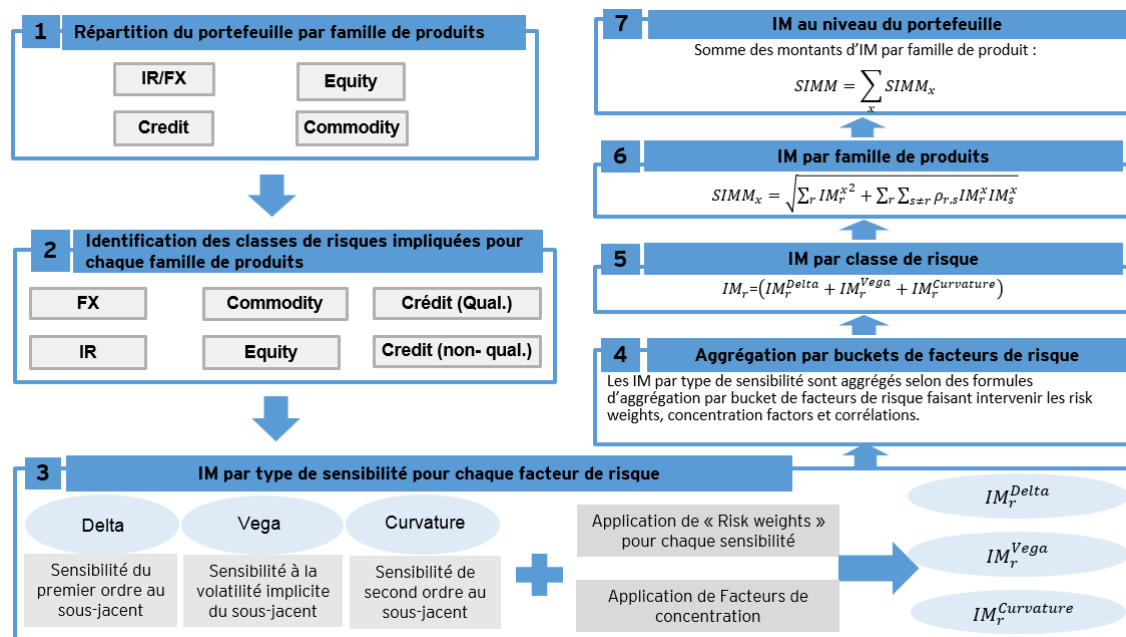 1 Répartition du portefeuille par famille de produits
IR/FX
Equity
Credit
Commodity
2 Identification des classes de risques impliquées pour
chaque famille de produits
FX
Commodity
Crédit (Qual.)
IR
Equity
Credit (non- qual.)
3 IM par type de sensibilité pour chaque facteur de risque
Delta
Vega
Curvature
Sensibilité du
premier ordre au
sous-jacent
Sensibilité à la
volatilité implicite
du sous-jacent
Sensibilité de
second ordre au
sous-jacent
Application de « Risk weights »
pour chaque sensibilité
Application de Facteurs de
concentration
IM_r^Delta
IM_r^Vega
IM_r^Curvature
4 Aggrégation par buckets de facteurs de risque
Les IM par type de sensibilité sont aggrégés selon des formules
d’aggrégation par bucket de facteurs de risque faisant intervenir les risk
weights, concentration factors et corrélations.
5 IM par classe de risque
IM_r=(IM_r^Delta + IM_r^Vega + IM_r^Curvature)
6 IM par famille de produits
SIMM_x = √(∑_r IM_r^x² + ∑_r ∑_s≠r ρ_r,s IM_r^x IM_s^x)
7 IM au niveau du portefeuille
Somme des montants d’IM par famille de produit :
SIMM = ∑_x SIMM_x